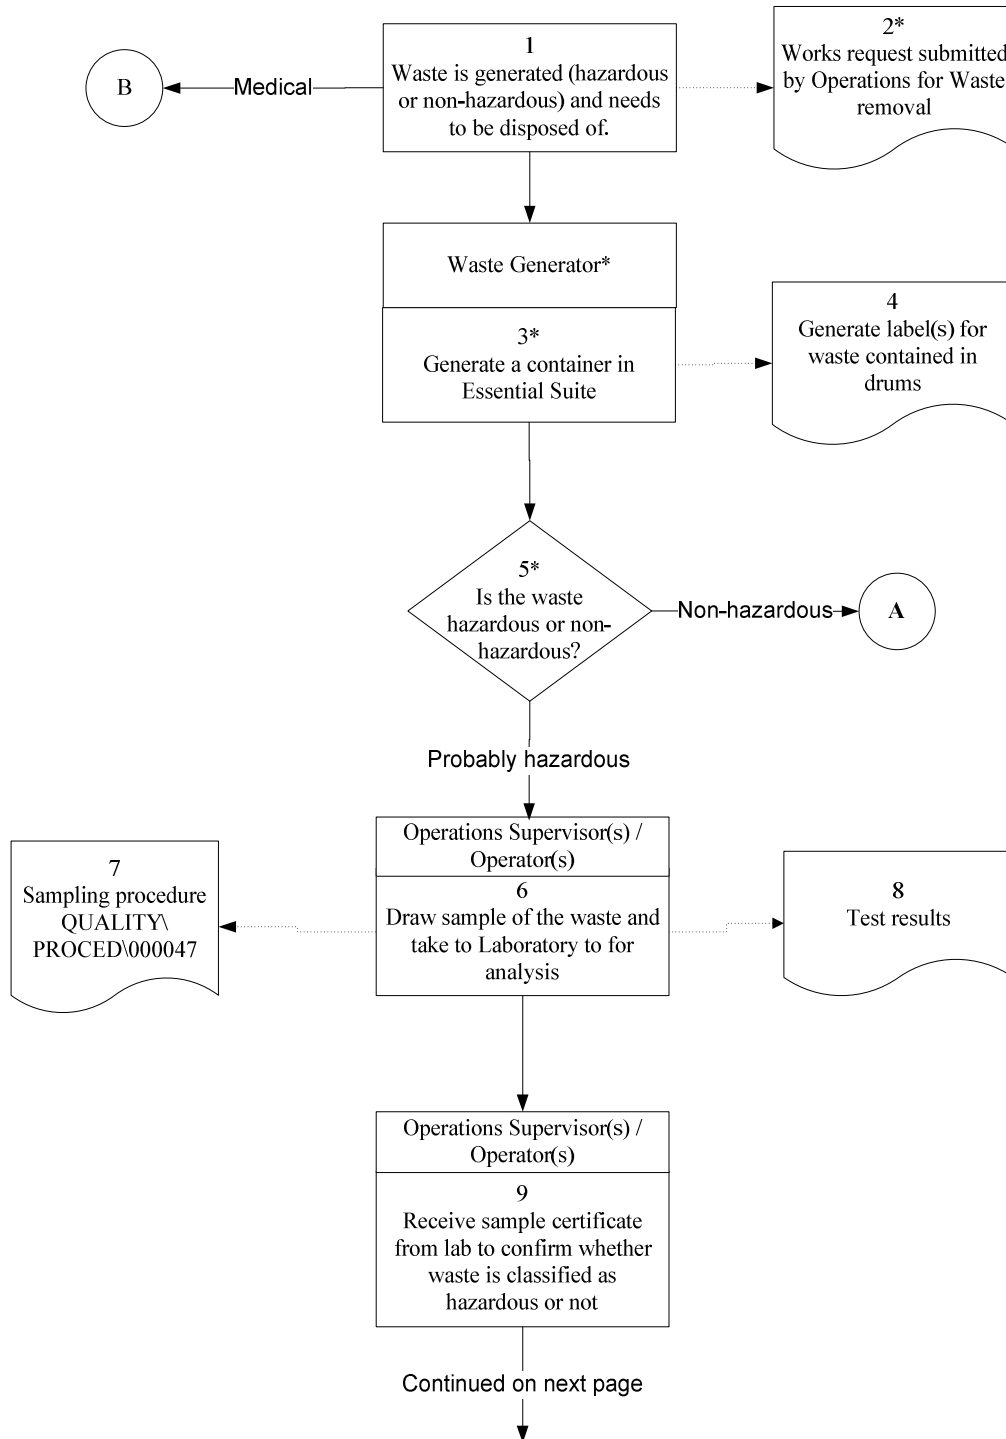 B
Medical
1
Waste is generated (hazardous
or non-hazardous) and needs
to be disposed of.
2*
Works request submitted
by Operations for Waste
removal
Waste Generator*
3*
Generate a container in
Essential Suite
4
Generate label(s) for
waste contained in
drums
5*
Is the waste
hazardous or non-
hazardous?
Non-hazardous
A
Probably hazardous
Operations Supervisor(s) /
Operator(s)
6
Draw sample of the waste and
take to Laboratory to for
analysis
7
Sampling procedure
QUALITY\
PROCED\000047
8
Test results
Operations Supervisor(s) /
Operator(s)
9
Receive sample certificate
from lab to confirm whether
waste is classified as
hazardous or not
Continued on next page